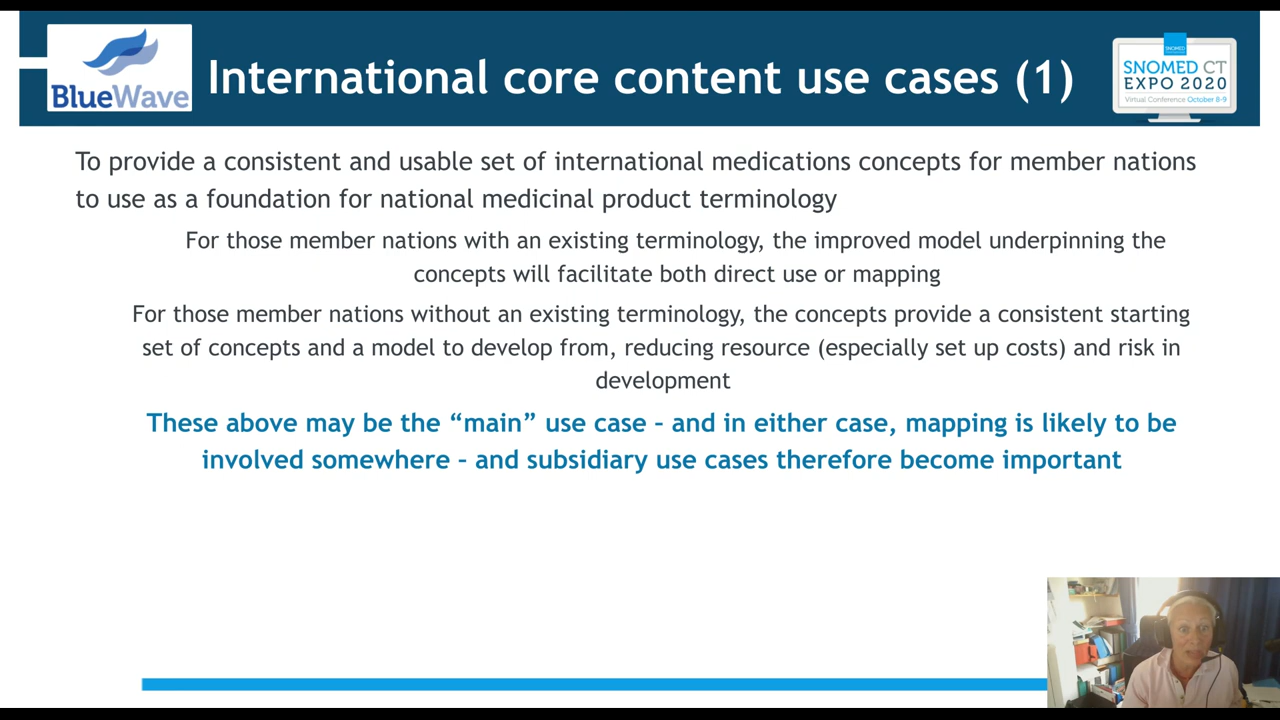 BlueWave
International core content use cases (1)
SNOMED
SNOMED CT
EXPO 2020
Virtual Conference October 8-9
To provide a consistent and usable set of international medications concepts for member nations
to use as a foundation for national medicinal product terminology
For those member nations with an existing terminology, the improved model underpinning the
concepts will facilitate both direct use or mapping
For those member nations without an existing terminology, the concepts provide a consistent starting
set of concepts and a model to develop from, reducing resource (especially set up costs) and risk in
development
These above may be the “main” use case – and in either case, mapping is likely to be
involved somewhere – and subsidiary use cases therefore become important